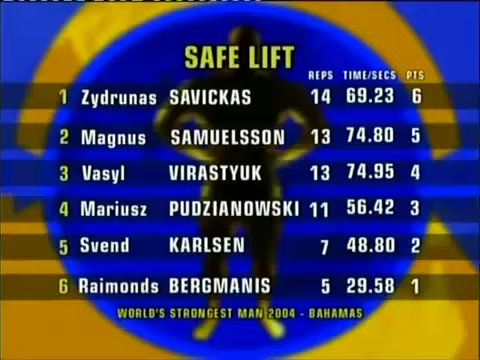 SAFE LIFT
REPS TIME/SECS PTS
1 Zydrunas SAVICKAS 14 69.23 6
2 Magnus SAMUELSSON 13 74.80 5
3 Vasyl VIRASTYUK 13 74.95 4
4 Mariusz PUDZIANOWSKI 11 56.42 3
5 Svend KARLSEN 7 48.80 2
6 Raimonds BERGMANIS 5 29.58 1
WORLD'S STRONGEST MAN 2004 - BAHAMAS